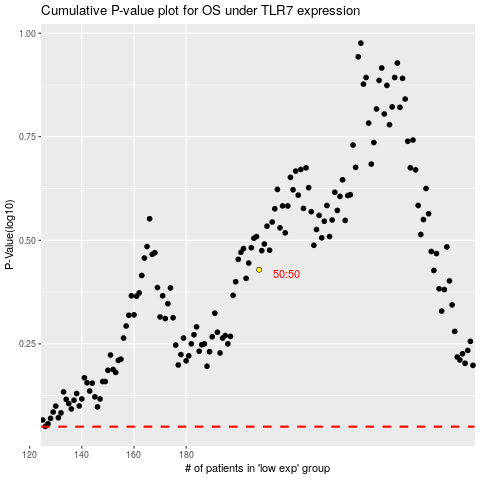 Cumulative P-value plot for OS under TLR7 expression
1.00
0.75
0.50
0.25
P-Value(log10)
50:50
120 140 160 180
# of patients in 'low exp' group